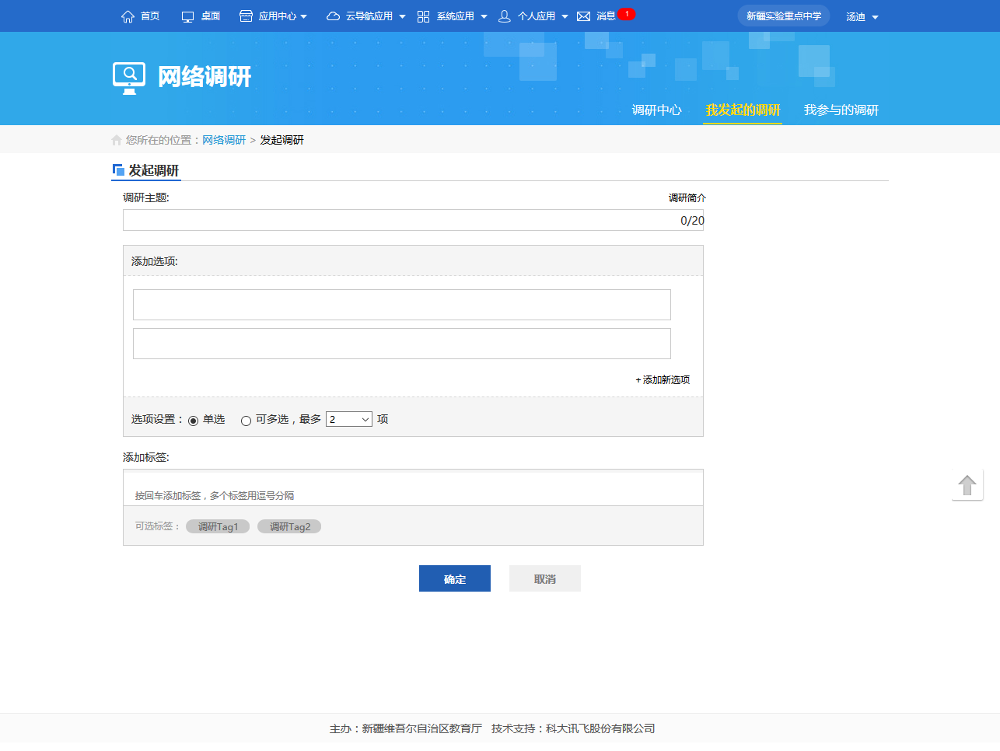 首页 桌面 应用中心 云导航应用 系统应用 个人应用 消息 1 新疆实验重点中学 汤迪
网络调研
调研中心 我发起的调研 我参与的调研
您所在的位置：网络调研 > 发起调研
发起调研
调研主题: 调研简介
0/20
添加选项:
+ 添加新选项
选项设置： 单选 可多选，最多 2 项
添加标签:
按回车添加标签，多个标签用逗号分隔
可选标签： 调研Tag1 调研Tag2
确定 取消
主办：新疆维吾尔自治区教育厅 技术支持：科大讯飞股份有限公司